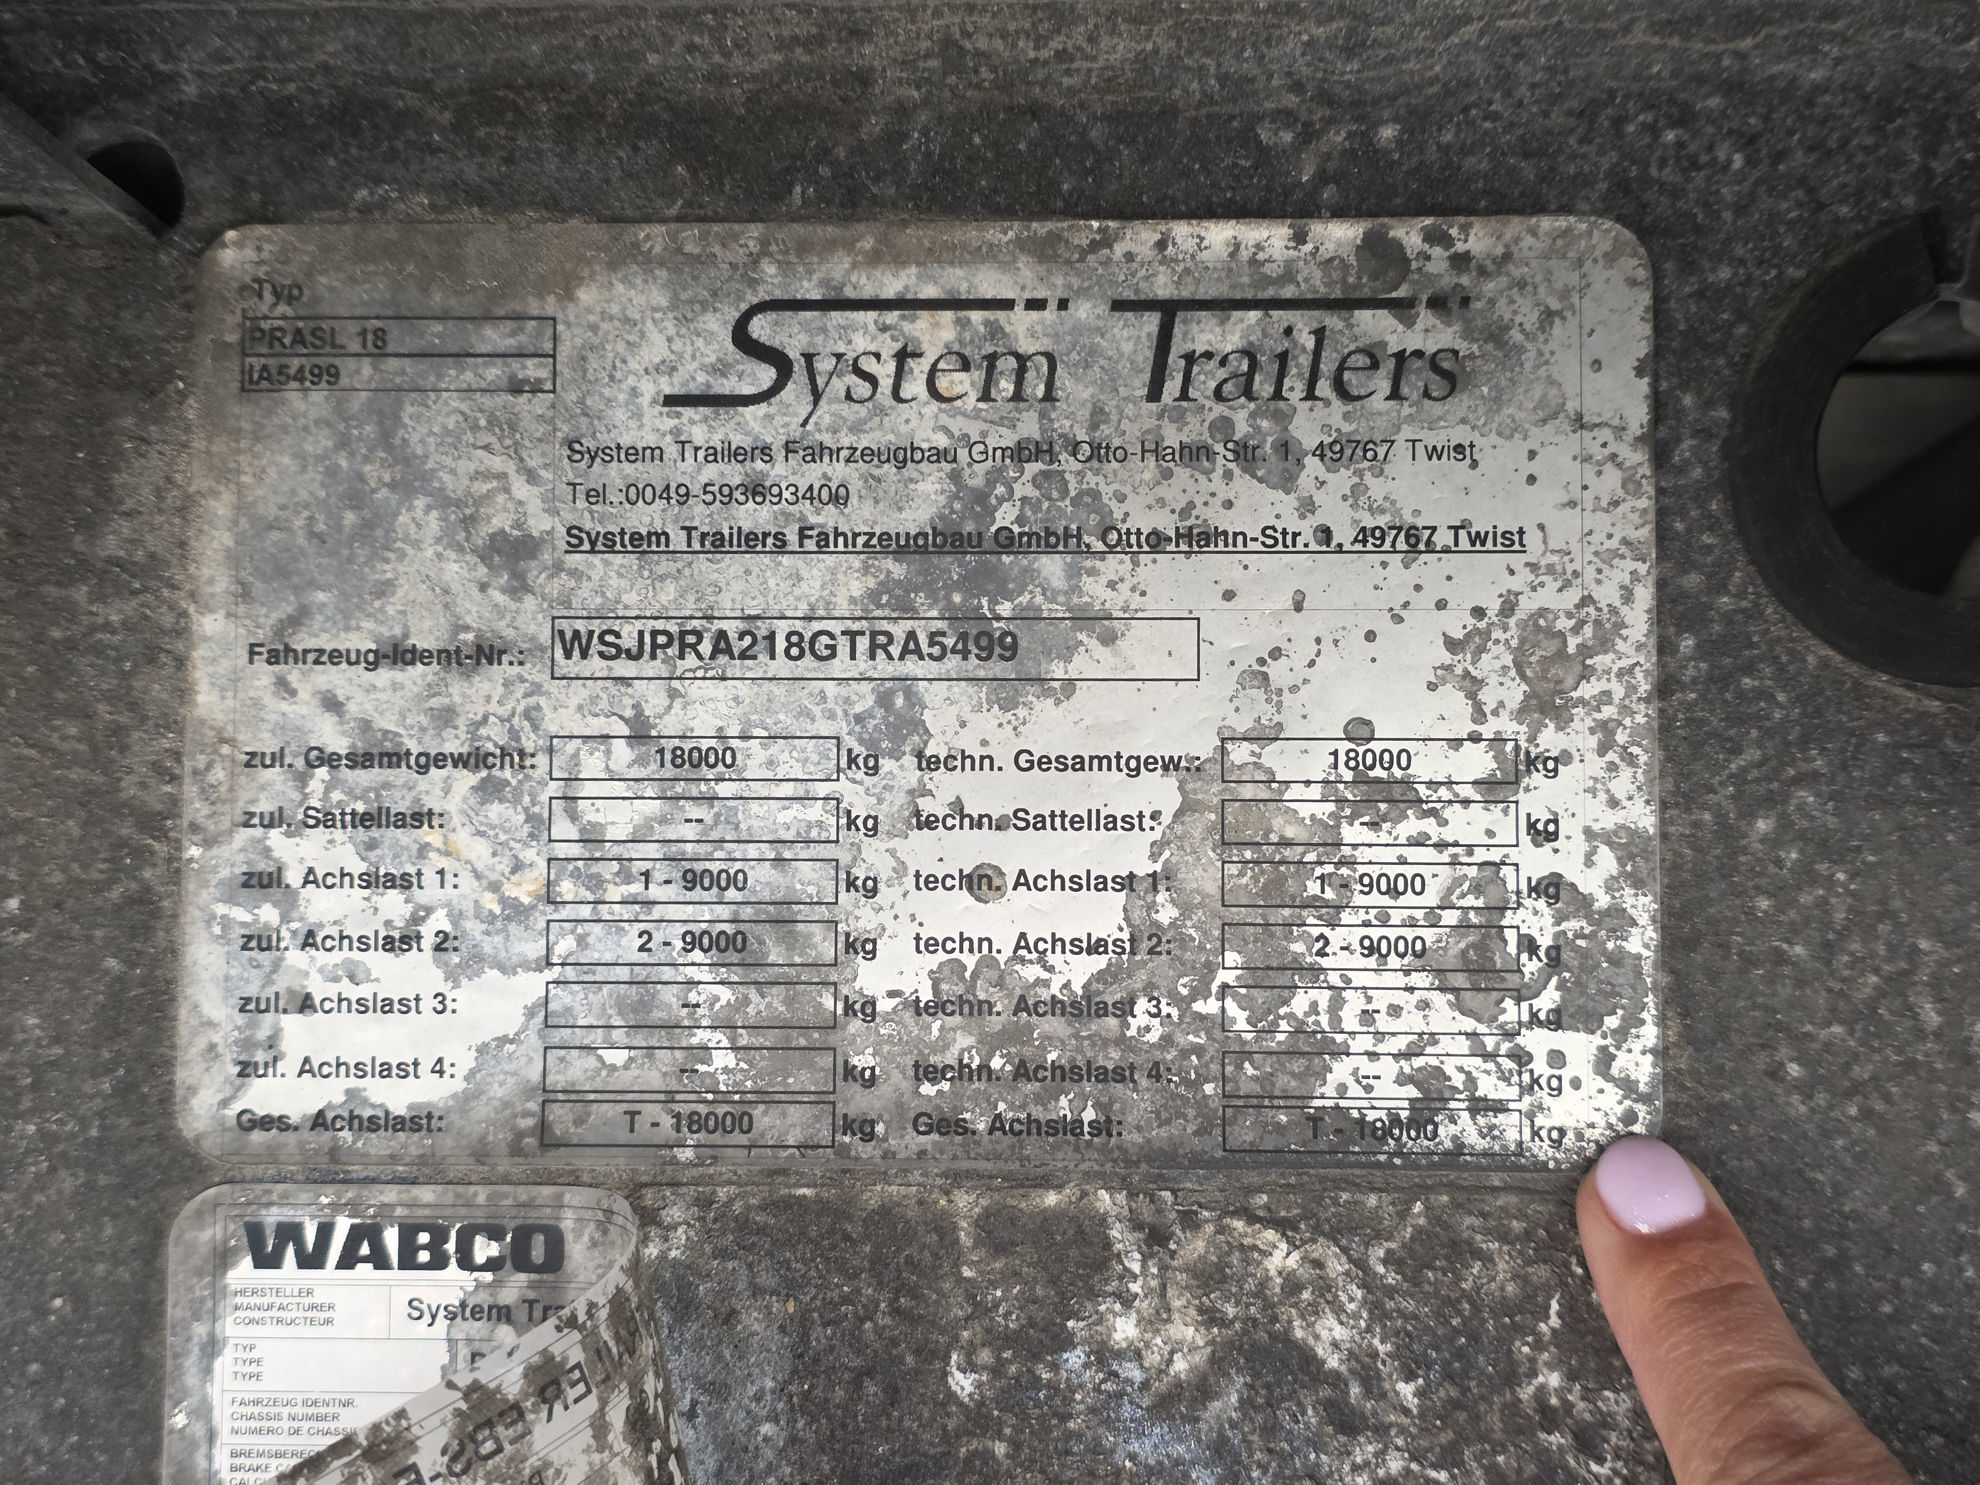 Typ
PRASL 18
IA5499
System Trailers
System Trailers Fahrzeugbau GmbH, Otto-Hahn-Str. 1, 49767 Twist
Tel.:0049-593693400
System Trailers Fahrzeugbau GmbH, Otto-Hahn-Str. 1, 49767 Twist
Fahrzeug-Ident-Nr.: WSJPRA218GTRA5499
zul. Gesamtgewicht: 18000 kg techn. Gesamtgew.: 18000 kg
zul. Sattellast: -- kg techn. Sattellast: -- kg
zul. Achslast 1: 1 - 9000 kg techn. Achslast 1: 1 - 9000 kg
zul. Achslast 2: 2 - 9000 kg techn. Achslast 2: 2 - 9000 kg
zul. Achslast 3: -- kg techn. Achslast 3: -- kg
zul. Achslast 4: -- kg techn. Achslast 4: -- kg
Ges. Achslast: T - 18000 kg Ges. Achslast: T - 18000 kg
WABCO
HERSTELLER
MANUFACTURER
CONSTRUCTEUR
System
TYP
TYPE
TYPE
FAHRZEUG IDENTNR.
CHASSIS NUMBER
NUMERO DE CHASSIS
BRAKE